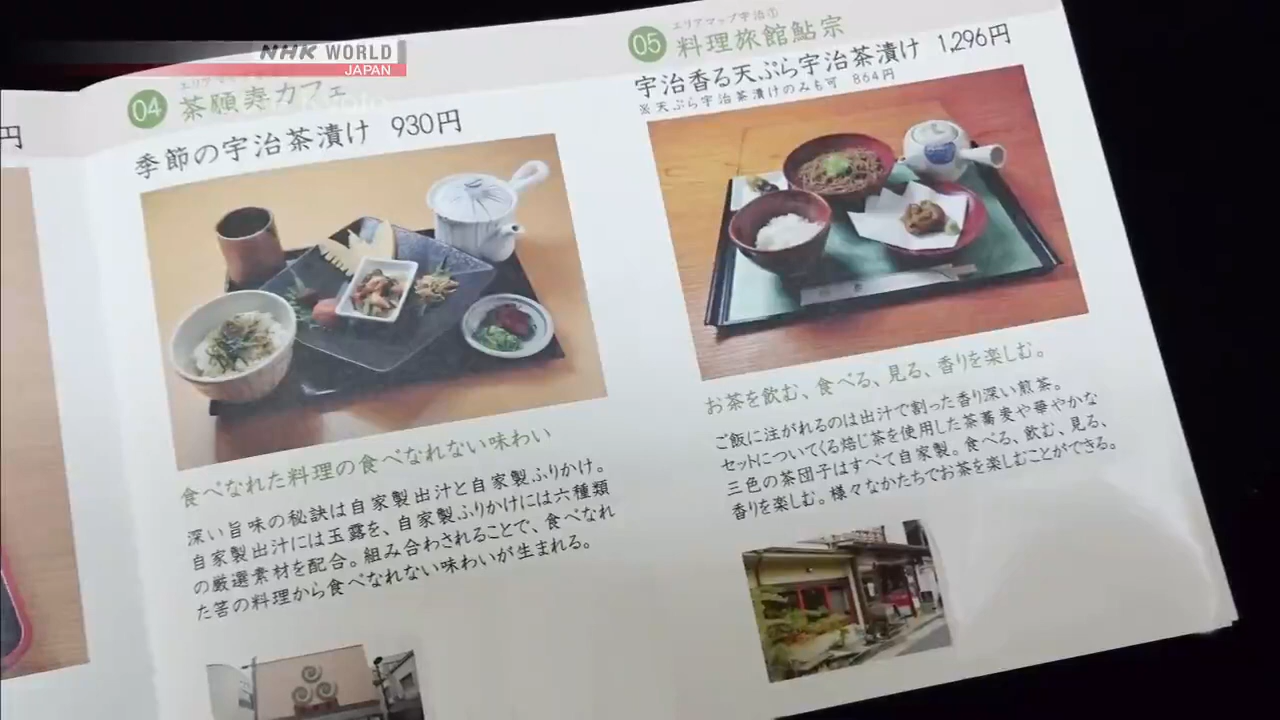 NHK WORLD
JAPAN
円
04
茶願寿カフェ
季節の宇治茶漬け 930円
食べなれた料理の食べなれない味わい
深い旨味の秘訣は自家製出汁と自家製ふりかけ。
自家製出汁には玉露を、自家製ふりかけには六種類
の厳選素材を配合。組み合わされることで、食べなれ
た筈の料理から食べなれない味わいが生まれる。
05
エリアマップ宇治①
料理旅館鮎宗
宇治香る天ぷら宇治茶漬け 1,296円
※天ぷら宇治茶漬けのみも可 864円
お茶を飲む、食べる、見る、香りを楽しむ。
ご飯に注がれるのは出汁で割った香り深い煎茶。
セットについてくる焙じ茶を使用した茶蕎麦や華やかな
三色の茶団子はすべて自家製。食べる、飲む、見る、
香りを楽しむ。様々なかたちでお茶を楽しむことができる。